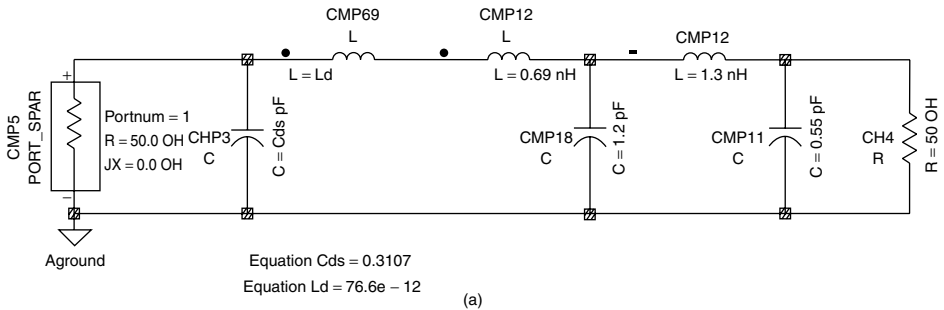 CMP69
L
CMP12
L
CMP12
L = Ld
L = 0.69 nH
L = 1.3 nH
+
CMP5
PORT_SPAR
Portnum = 1
R = 50.0 OH
JX = 0.0 OH
CHP3
C
C = Cds pF
CMP18
C
C = 1.2 pF
CMP11
C
C = 0.55 pF
CH4
R
R = 50 OH
−
Aground
Equation Cds = 0.3107
Equation Ld = 76.6e − 12
(a)